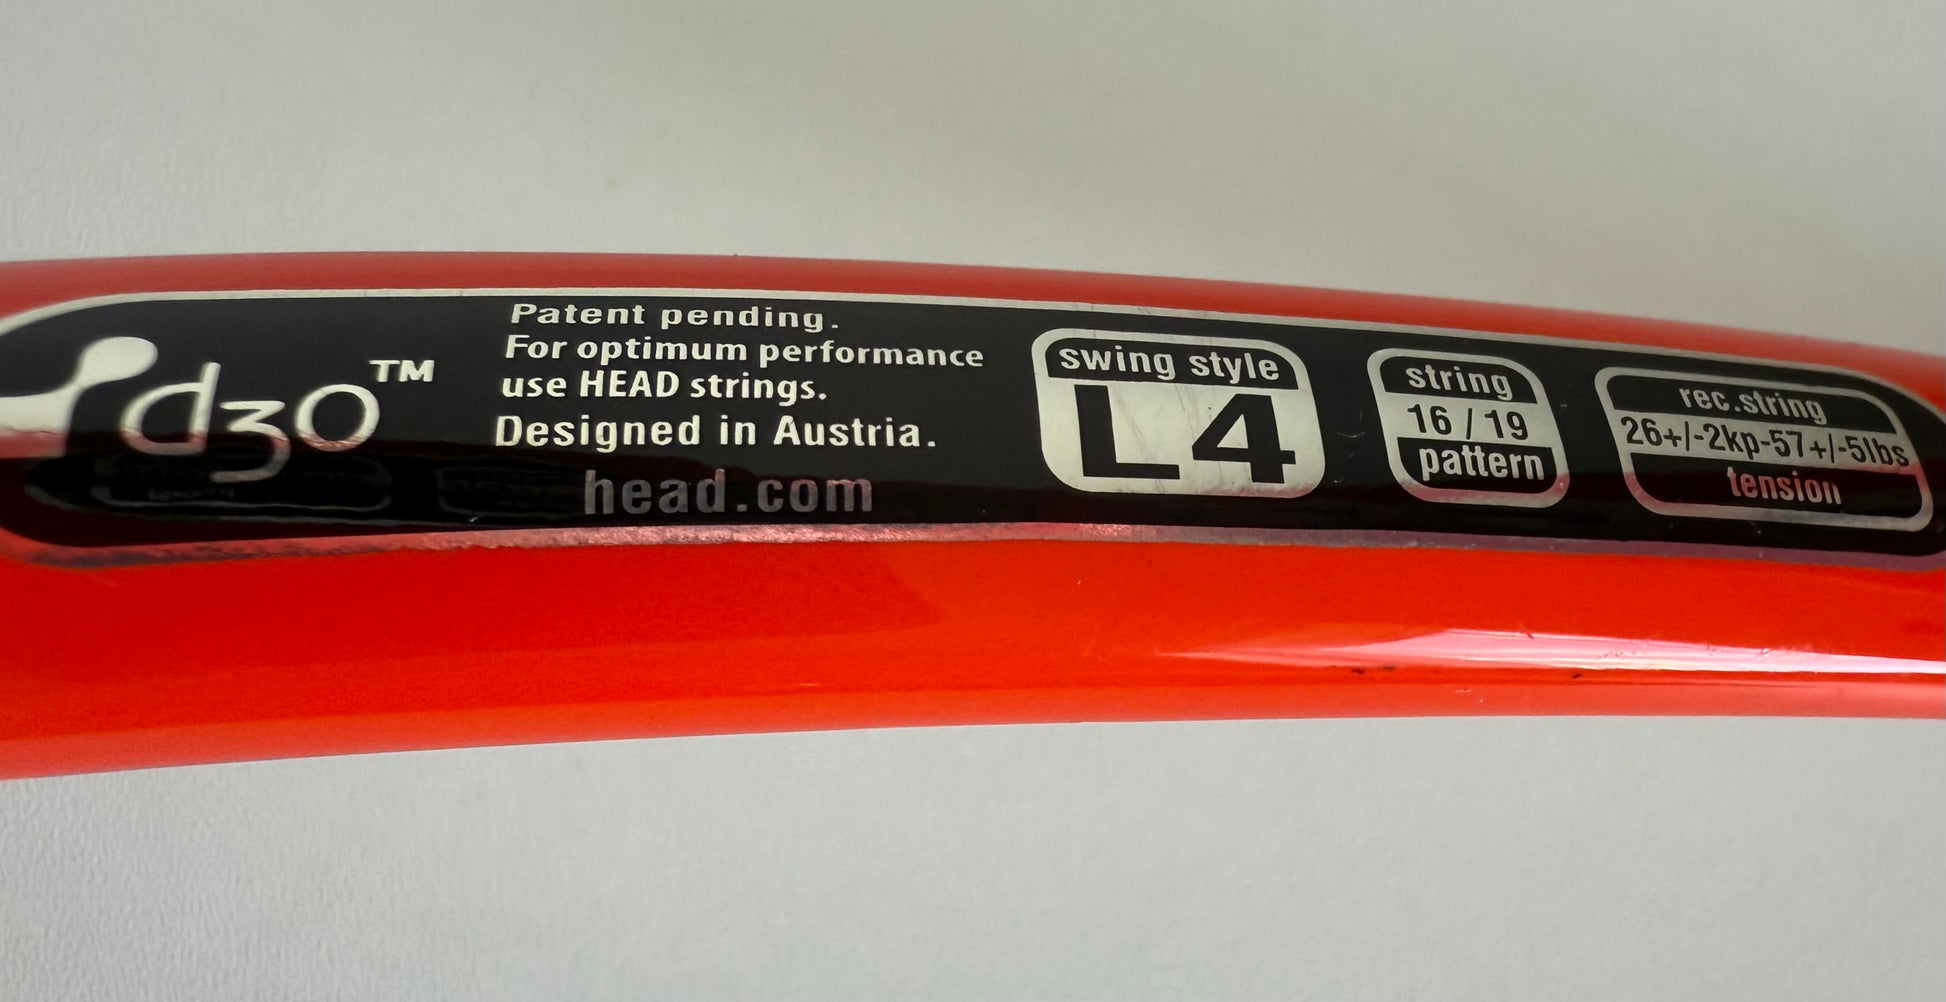 d3o™
Patent pending.
For optimum performance
use HEAD strings.
Designed in Austria.
head.com
swing style
L4
string
16 / 19
pattern
rec.string
26+/-2kp-57+/-5lbs
tension